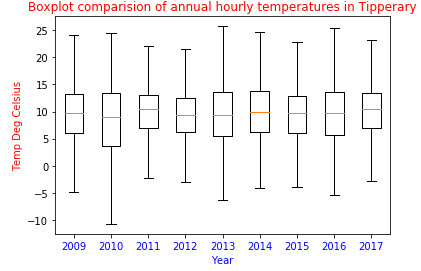 Boxplot comparision of annual hourly temperatures in Tipperary
25
20
15
10
5
0
−5
−10
Temp Deg Celsius
2009 2010 2011 2012 2013 2014 2015 2016 2017
Year